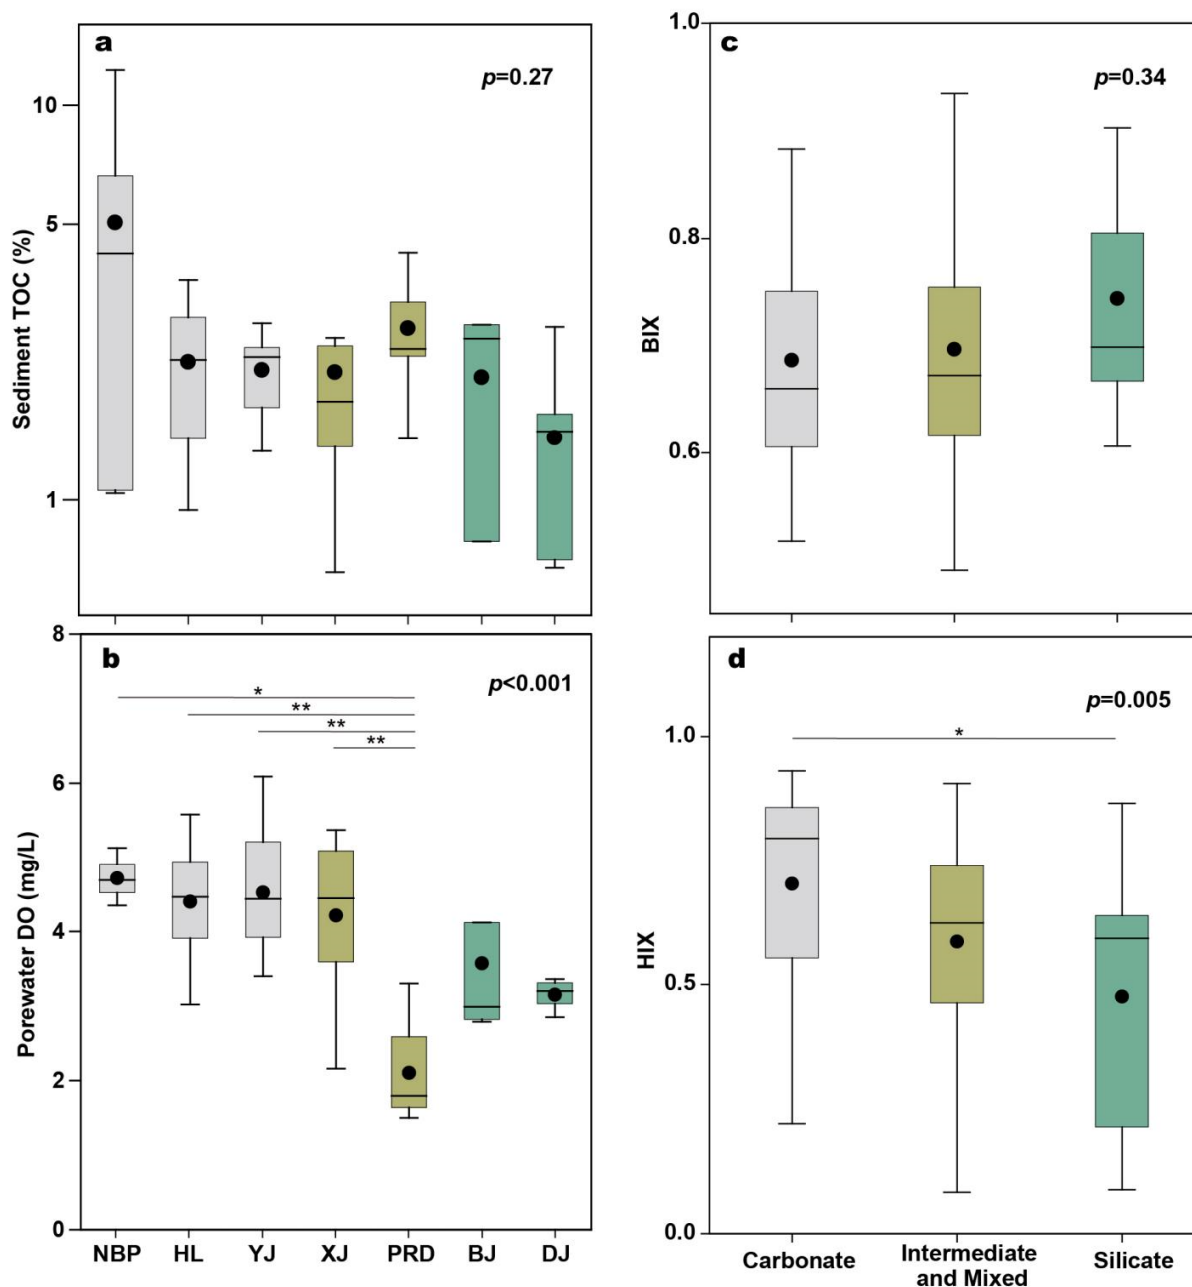 a
p=0.27
10
5
1
Sediment TOC (%)
b
p<0.001
*
**
**
**
8
6
4
2
0
Porewater DO (mg/L)
NBP HL YJ XJ PRD BJ DJ
c
p=0.34
1.0
0.8
0.6
BIX
d
p=0.005
*
1.0
0.5
0.0
HIX
Carbonate Intermediate Silicate
and Mixed